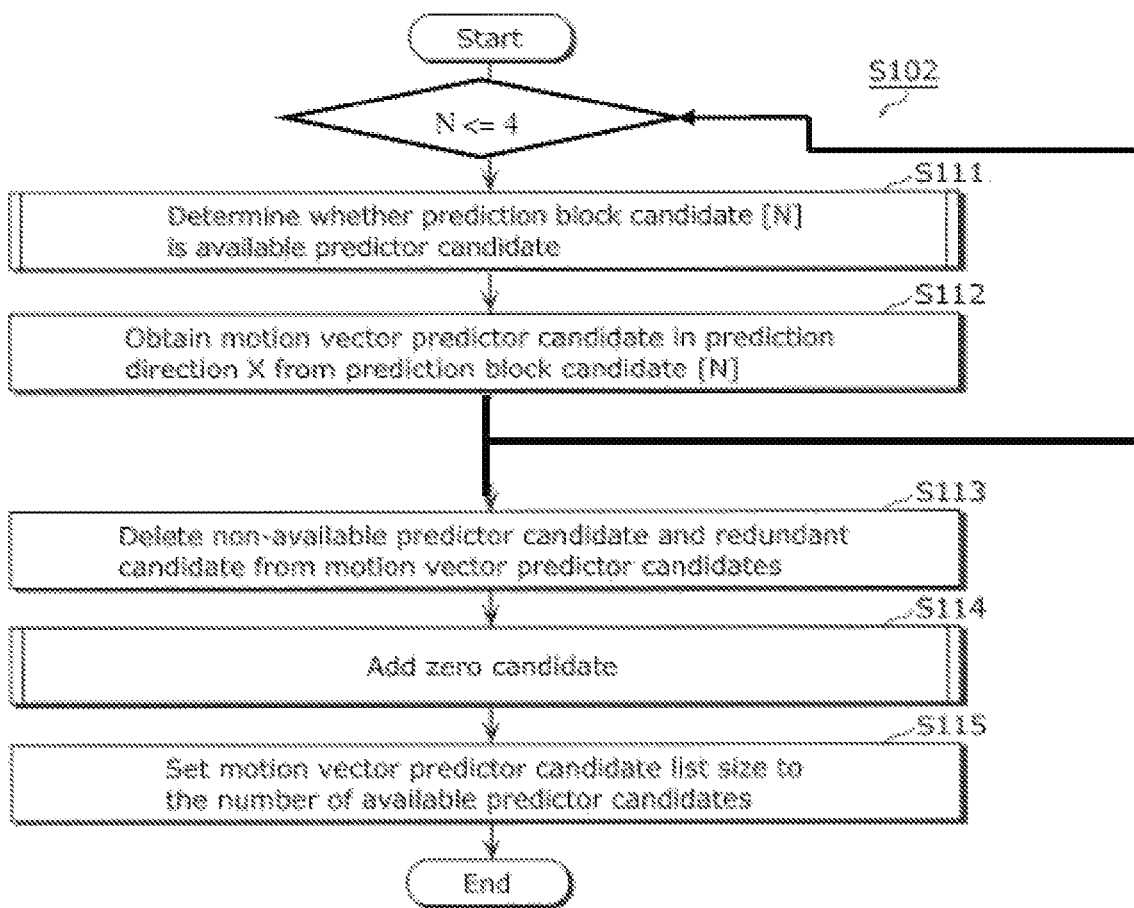 Start
S102
N <= 4
S111
Determine whether prediction block candidate [N]
is available predictor candidate
S112
Obtain motion vector predictor candidate in prediction
direction X from prediction block candidate [N]
S113
Delete non-available predictor candidate and redundant
candidate from motion vector predictor candidates
S114
Add zero candidate
S115
Set motion vector predictor candidate list size to
the number of available predictor candidates
End